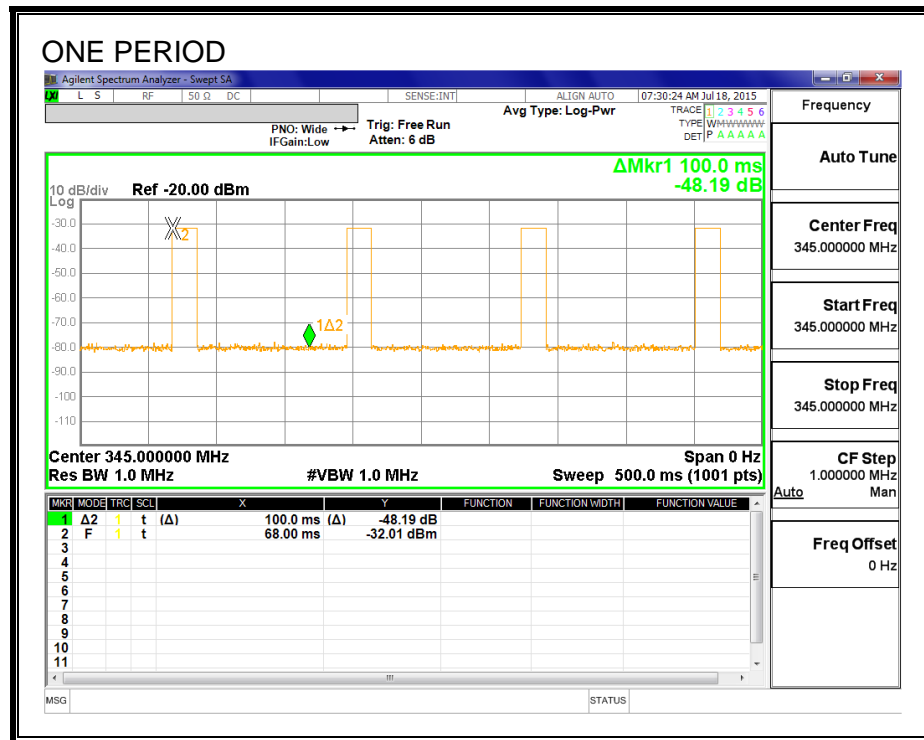 ONE PERIOD
Agilent Spectrum Analyzer - Swept SA
LXI L S RF 50 Ω DC SENSE:INT ALIGN AUTO 07:30:24 AM Jul 18, 2015
PNO: Wide
IFGain:Low
Trig: Free Run
Atten: 6 dB
Avg Type: Log-Pwr
TRACE 1 2 3 4 5 6
TYPE WMWWWW
DET P A A A A A
ΔMkr1 100.0 ms
-48.19 dB
10 dB/div Ref -20.00 dBm
Log
-30.0
-40.0
-50.0
-60.0
-70.0
-80.0
-90.0
-100
-110
X2
1Δ2
Center 345.000000 MHz Span 0 Hz
Res BW 1.0 MHz #VBW 1.0 MHz Sweep 500.0 ms (1001 pts)
MKR MODE TRC SCL X Y FUNCTION FUNCTION WIDTH FUNCTION VALUE
1 Δ2 1 t (Δ) 100.0 ms (Δ) -48.19 dB
2 F 1 t 68.00 ms -32.01 dBm
3
4
5
6
7
8
9
10
11
MSG STATUS
Frequency
Auto Tune
Center Freq
345.000000 MHz
Start Freq
345.000000 MHz
Stop Freq
345.000000 MHz
CF Step
1.000000 MHz
Auto Man
Freq Offset
0 Hz